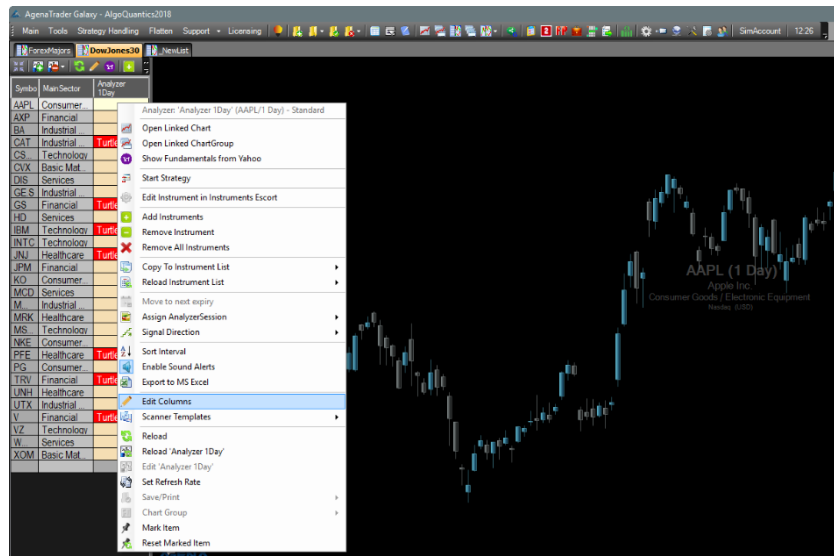 AgenaTrader Galaxy - AlgoQuantics2018
Main Tools Strategy Handling Flatten Support Licensing SimAccount 12.26
ForexMajors DowJones30 _NewList
Symbo MainSector Analyzer 1Day
AAPL Consumer...
AXP Financial
BA Industrial ...
CAT Industrial ... Turtle
CS... Technology
CVX Basic Mat...
DIS Services
GE S Industrial ...
GS Financial Turtle
HD Services
IBM Technology Turtle
INTC Technology
JNJ Healthcare Turtle
JPM Financial
KO Consumer...
MCD Services
M... Industrial ...
MRK Healthcare
MS... Technology
NKE Consumer...
PFE Healthcare Turtle
PG Consumer...
TRV Financial Turtle
UNH Healthcare
UTX Industrial ...
V Financial Turtle
VZ Technology
W... Services
XOM Basic Mat...
Analyzer: 'Analyzer 1Day' (AAPL/1 Day) - Standard
Open Linked Chart
Open Linked ChartGroup
Show Fundamentals from Yahoo
Start Strategy
Edit Instrument in Instruments Escort
Add Instruments
Remove Instrument
Remove All Instruments
Copy To Instrument List
Reload Instrument List
Move to next expiry
Assign AnalyzerSession
Signal Direction
Sort Interval
Enable Sound Alerts
Export to MS Excel
Edit Columns
Scanner Templates
Reload
Reload 'Analyzer 1Day'
Edit 'Analyzer 1Day'
Set Refresh Rate
Save/Print
Chart Group
Mark Item
Reset Marked Item
AAPL (1 Day)
Apple Inc.
Consumer Goods / Electronic Equipment
Nasdaq (USD)